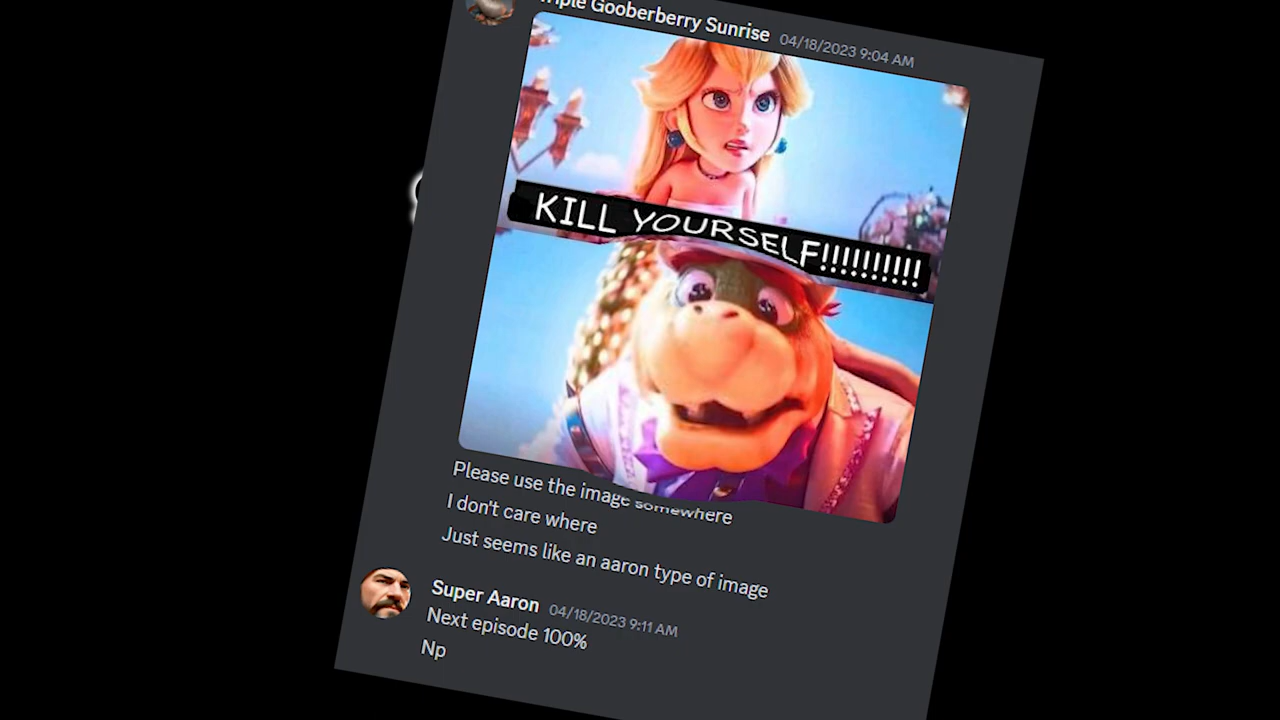 Gooberberry Sunrise 04/18/2023 9:04 AM
KILL YOURSELF!!!!!!!!!!
Please use the image somewhere
I don't care where
Just seems like an aaron type of image
Super Aaron 04/18/2023 9:11 AM
Next episode 100%
Np